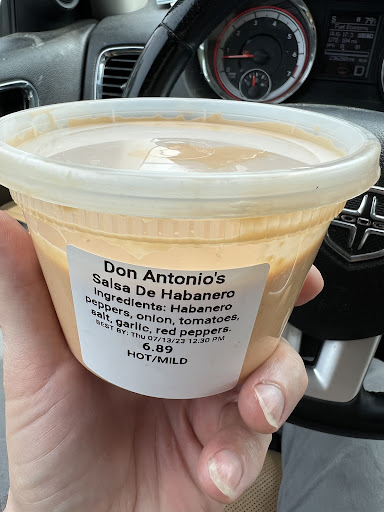 Don Antonio's
Salsa De Habanero
Ingredients: Habanero
peppers, onion, tomatoes,
salt, garlic, red peppers.
BEST BY: Thu 07/13/23 12:30 PM
6.89
HOT/MILD